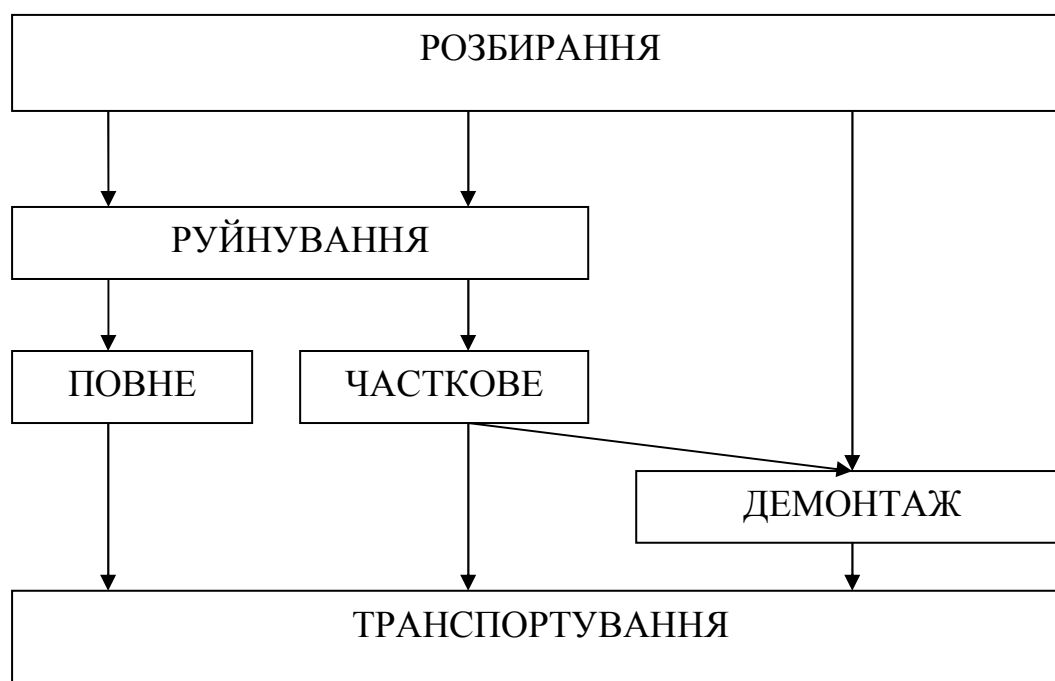 РОЗБИРАННЯ
РУЙНУВАННЯ
ПОВНЕ
ЧАСТКОВЕ
ДЕМОНТАЖ
ТРАНСПОРТУВАННЯ